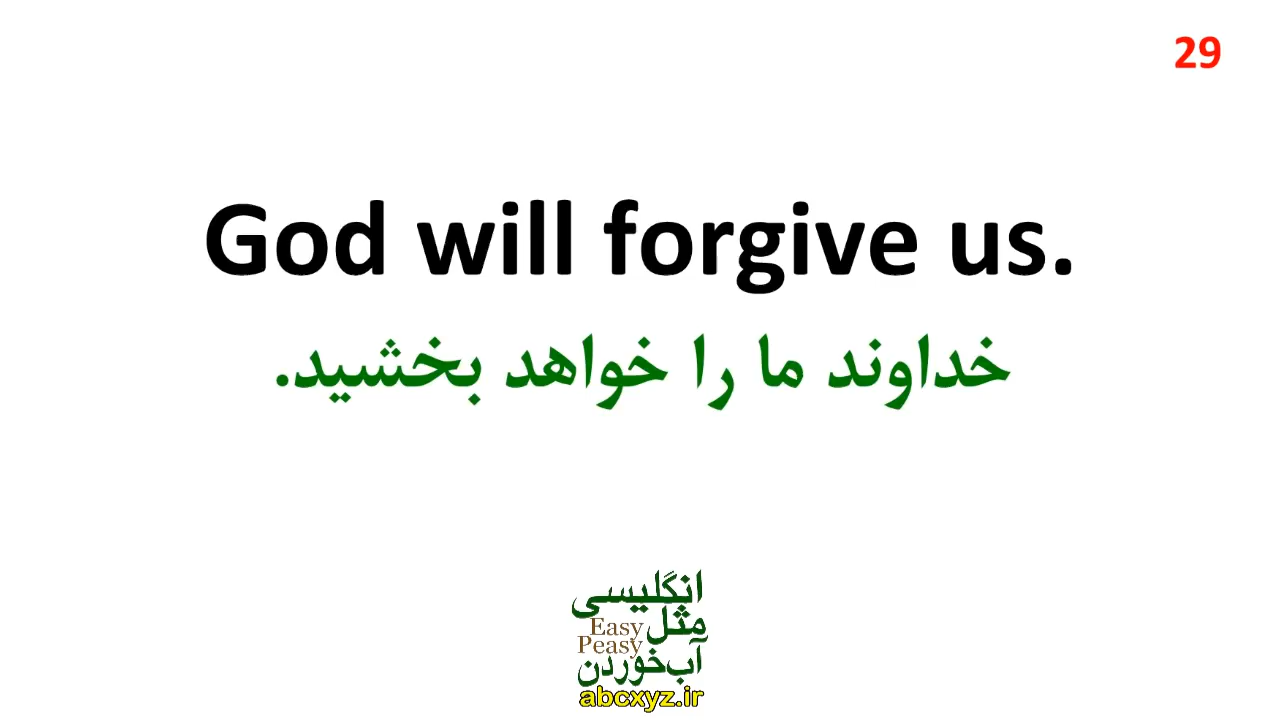 29
God will forgive us.
خداوند ما را خواهد بخشید.
انگلیسی
مثل Easy
Peasy
آب‌خوردن
abcxyz.ir